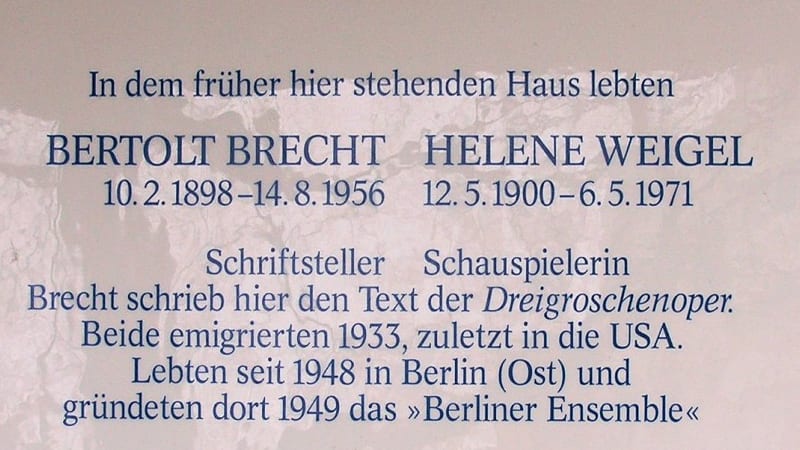 In dem früher hier stehenden Haus lebten
BERTOLT BRECHT HELENE WEIGEL
10.2.1898–14.8.1956 12.5.1900–6.5.1971
Schriftsteller Schauspielerin
Brecht schrieb hier den Text der Dreigroschenoper.
Beide emigrierten 1933, zuletzt in die USA.
Lebten seit 1948 in Berlin (Ost) und
gründeten dort 1949 das »Berliner Ensemble«